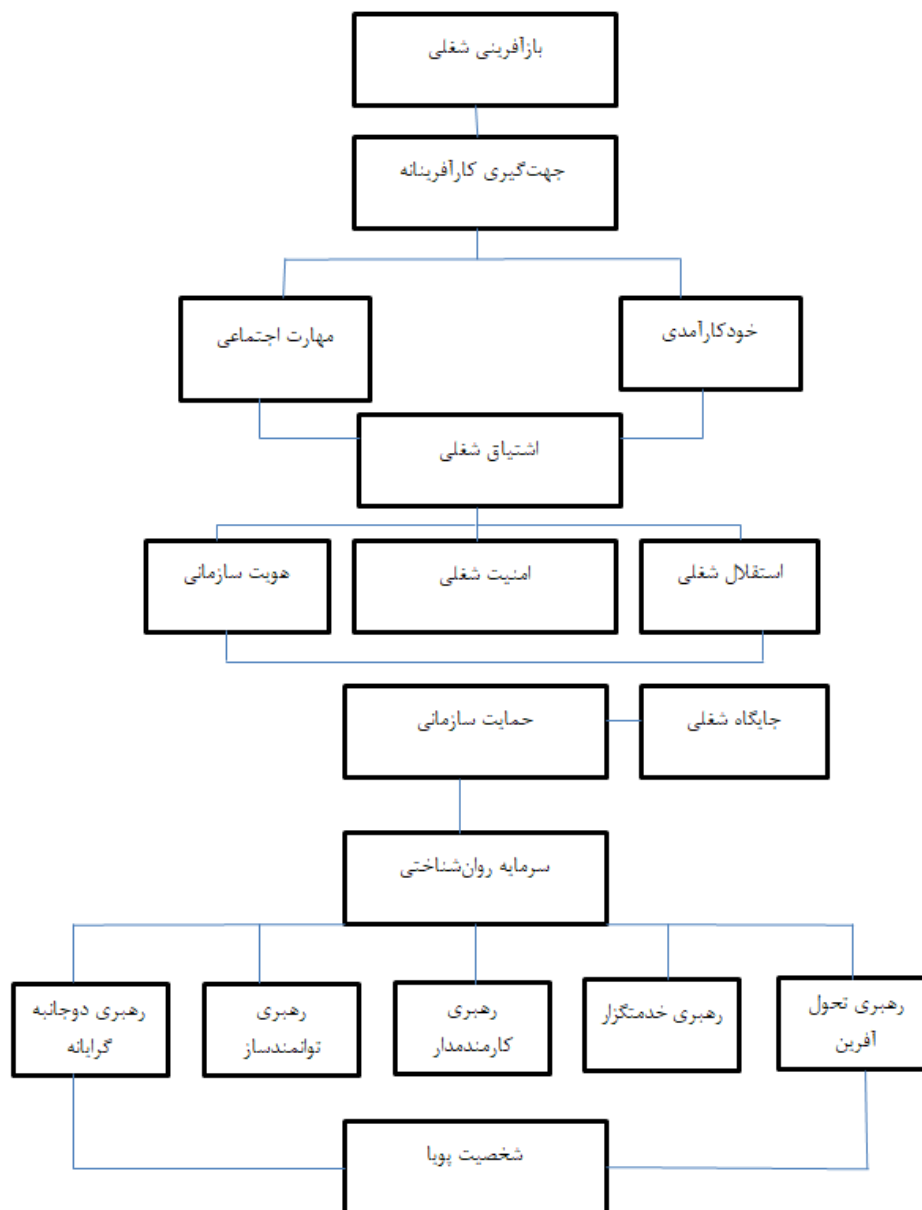 بازآفرینی شغلی
جهت‌گیری کارآفرینانه
خودکارآمدی
مهارت اجتماعی
اشتیاق شغلی
استقلال شغلی
امنیت شغلی
هویت سازمانی
جایگاه شغلی
حمایت سازمانی
سرمایه روان‌شناختی
رهبری تحول
آفرین
رهبری خدمتگزار
رهبری
کارمندمدار
رهبری
توانمندساز
رهبری دوجانبه
گرایانه
شخصیت پویا